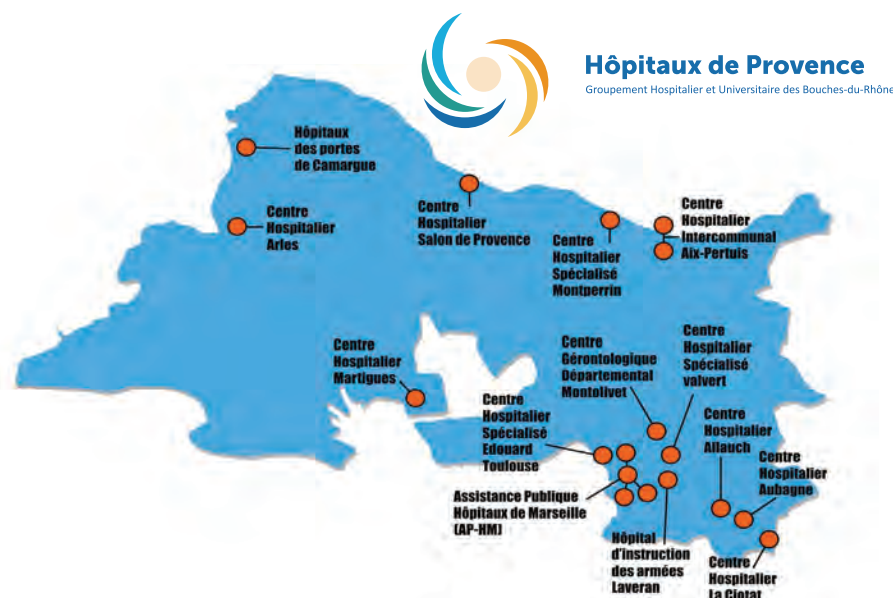 Hôpitaux de Provence
Groupement Hospitalier et Universitaire des Bouches-du-Rhône
Hôpitaux
des portes
de Camargue
Centre
Hospitalier
Arles
Centre
Hospitalier
Salon de Provence
Centre
Hospitalier
Spécialisé
Montperrin
Centre
Hospitalier
Intercommunal
Aix-Pertuis
Centre
Hospitalier
Martigues
Centre
Gérontologique
Départemental
Montolivet
Centre
Hospitalier
Spécialisé
valvert
Centre
Hospitalier
Spécialisé
Edouard
Toulouse
Centre
Hospitalier
Allauch
Centre
Hospitalier
Aubagne
Assistance Publique
Hôpitaux de Marseille
(AP-HM)
Hôpital
d'instruction
des armées
Laveran
Centre
Hospitalier
La Ciotat